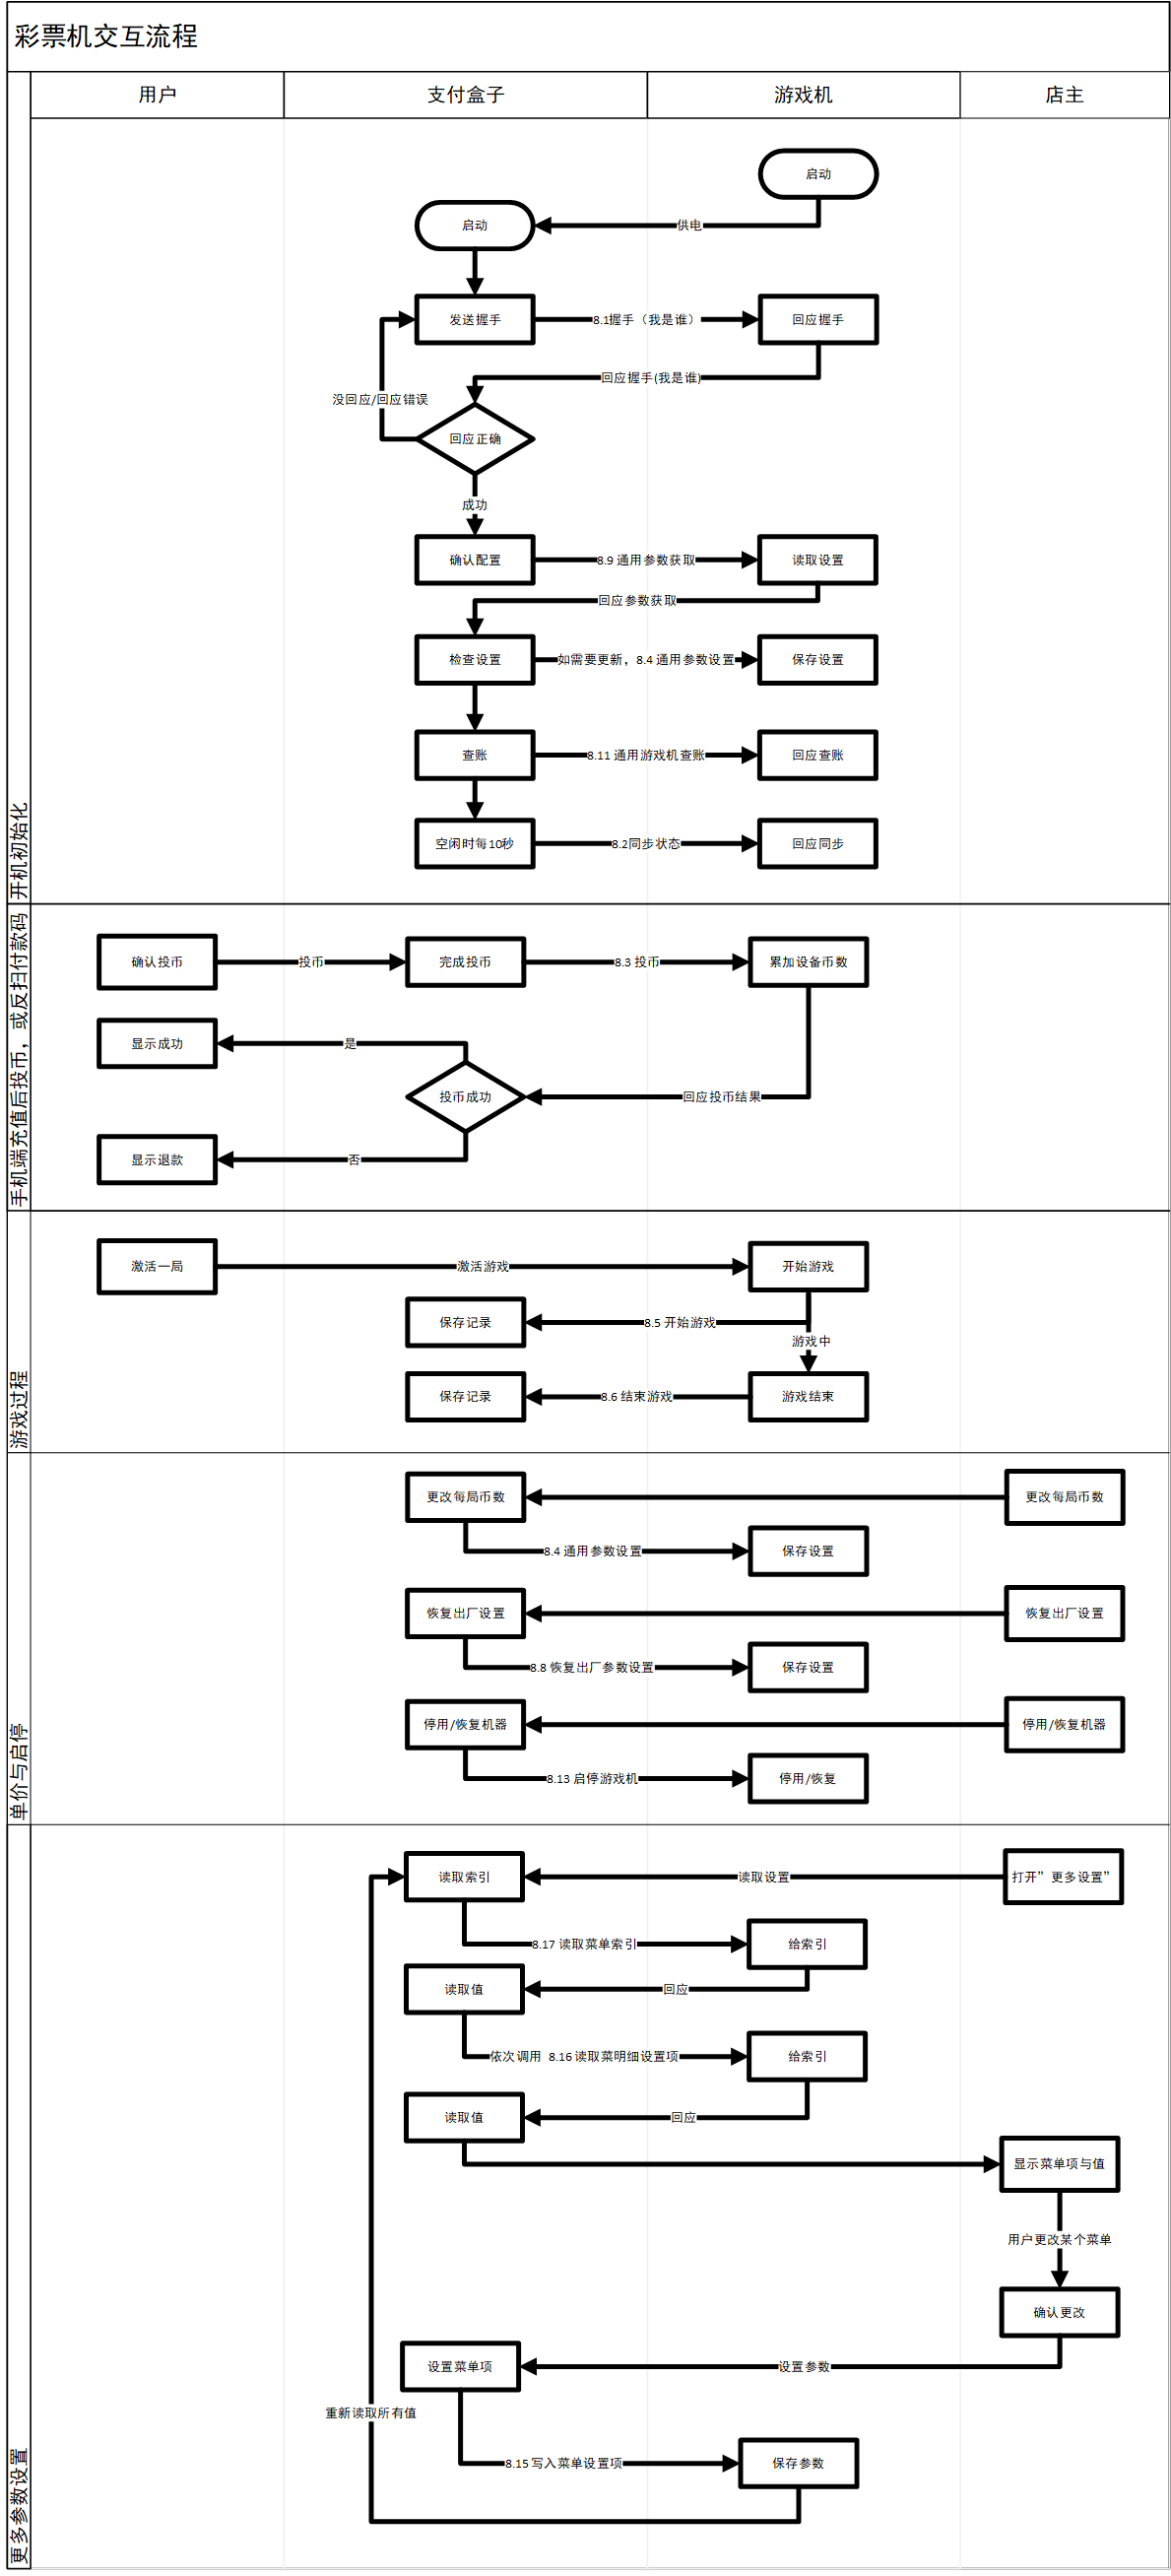 彩票机交互流程
用户
支付盒子
游戏机
店主
开机初始化
启动
供电
启动
发送握手
8.1握手（我是谁）
回应握手
回应握手(我是谁)
没回应/回应错误
回应正确
成功
确认配置
8.9 通用参数获取
读取设置
回应参数获取
检查设置
如需要更新，8.4 通用参数设置
保存设置
查账
8.11 通用游戏机查账
回应查账
空闲时每10秒
8.2同步状态
回应同步
手机端充值后投币，或反扫付款码
确认投币
投币
完成投币
8.3 投币
累加设备币数
显示成功
是
投币成功
回应投币结果
显示退款
否
游戏过程
激活一局
激活游戏
开始游戏
保存记录
8.5 开始游戏
游戏中
保存记录
8.6 结束游戏
游戏结束
单价与启停
更改每局币数
更改每局币数
8.4 通用参数设置
保存设置
恢复出厂设置
恢复出厂设置
8.8 恢复出厂参数设置
保存设置
停用/恢复机器
停用/恢复机器
8.13 启停游戏机
停用/恢复
更多参数设置
读取索引
读取设置
打开”更多设置”
8.17 读取菜单索引
给索引
读取值
回应
依次调用 8.16 读取菜明细设置项
给索引
读取值
回应
显示菜单项与值
用户更改某个菜单
确认更改
设置菜单项
设置参数
重新读取所有值
8.15 写入菜单设置项
保存参数